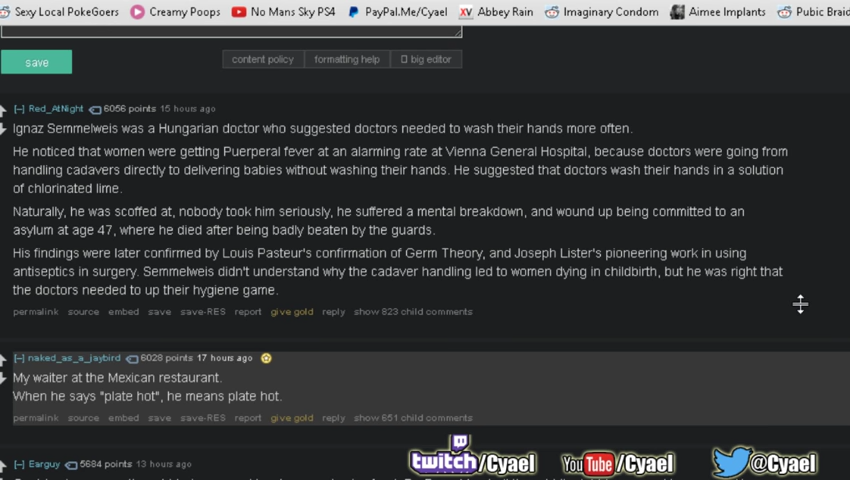 Sexy Local PokeGoers Creamy Poops No Mans Sky PS4 PayPal.Me/Cyael XV Abbey Rain Imaginary Condom Aimee Implants Pubic Braid
save content policy formatting help big editor
[–] Red_AtNight 6056 points 15 hours ago
Ignaz Semmelweis was a Hungarian doctor who suggested doctors needed to wash their hands more often.
He noticed that women were getting Puerperal fever at an alarming rate at Vienna General Hospital, because doctors were going from
handling cadavers directly to delivering babies without washing their hands. He suggested that doctors wash their hands in a solution
of chlorinated lime.
Naturally, he was scoffed at, nobody took him seriously, he suffered a mental breakdown, and wound up being committed to an
asylum at age 47, where he died after being badly beaten by the guards.
His findings were later confirmed by Louis Pasteur's confirmation of Germ Theory, and Joseph Lister's pioneering work in using
antiseptics in surgery. Semmelweis didn't understand why the cadaver handling led to women dying in childbirth, but he was right that
the doctors needed to up their hygiene game.
permalink source embed save save-RES report give gold reply show 823 child comments
[–] naked_as_a_jaybird 6028 points 17 hours ago
My waiter at the Mexican restaurant.
When he says "plate hot", he means plate hot.
permalink source embed save save-RES report give gold reply show 651 child comments
[–] Earguy 5684 points 13 hours ago
twitch/Cyael YouTube/Cyael @Cyael